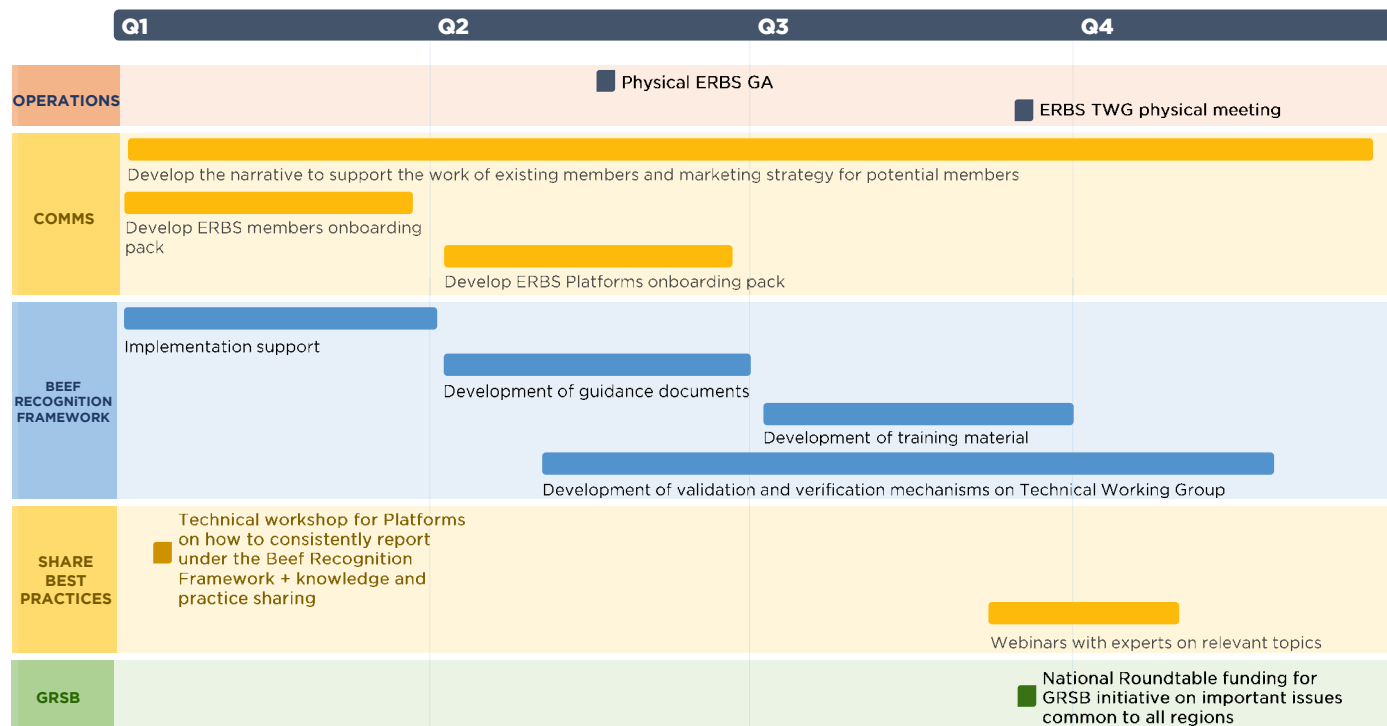 Q1 Q2 Q3 Q4
OPERATIONS
Physical ERBS GA
ERBS TWG physical meeting
COMMS
Develop the narrative to support the work of existing members and marketing strategy for potential members
Develop ERBS members onboarding
pack
Develop ERBS Platforms onboarding pack
BEEF
RECOGNiTION
FRAMEWORK
Implementation support
Development of guidance documents
Development of training material
Development of validation and verification mechanisms on Technical Working Group
SHARE
BEST
PRACTICES
Technical workshop for Platforms
on how to consistently report
under the Beef Recognition
Framework + knowledge and
practice sharing
Webinars with experts on relevant topics
GRSB
National Roundtable funding for
GRSB initiative on important issues
common to all regions